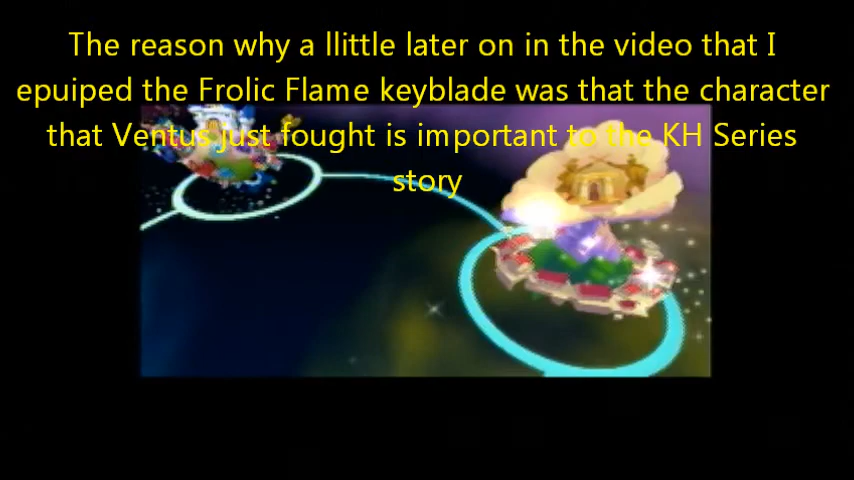 The reason why a llittle later on in the video that I
epuiped the Frolic Flame keyblade was that the character
that Ventus just fought is important to the KH Series
story